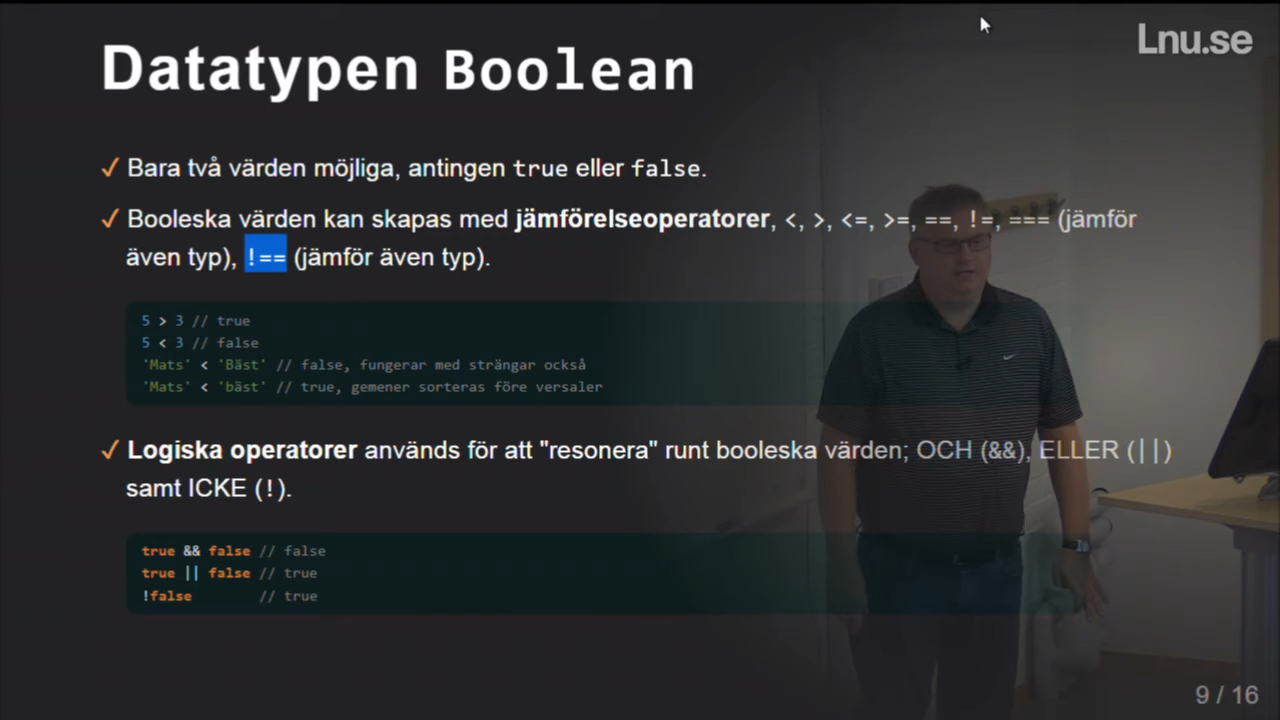 Lnu.se
Datatypen Boolean
✓ Bara två värden möjliga, antingen true eller false.
✓ Booleska värden kan skapas med jämförelseoperatorer, <, >, <=, >=, ==, !=, === (jämför
även typ), !== (jämför även typ).
5 > 3 // true
5 < 3 // false
'Mats' < 'Bäst' // false, fungerar med strängar också
'Mats' < 'bäst' // true, gemener sorteras före versaler
✓ Logiska operatorer används för att "resonera" runt booleska värden; OCH (&&), ELLER (||)
samt ICKE (!).
true && false // false
true || false // true
!false // true
9 / 16